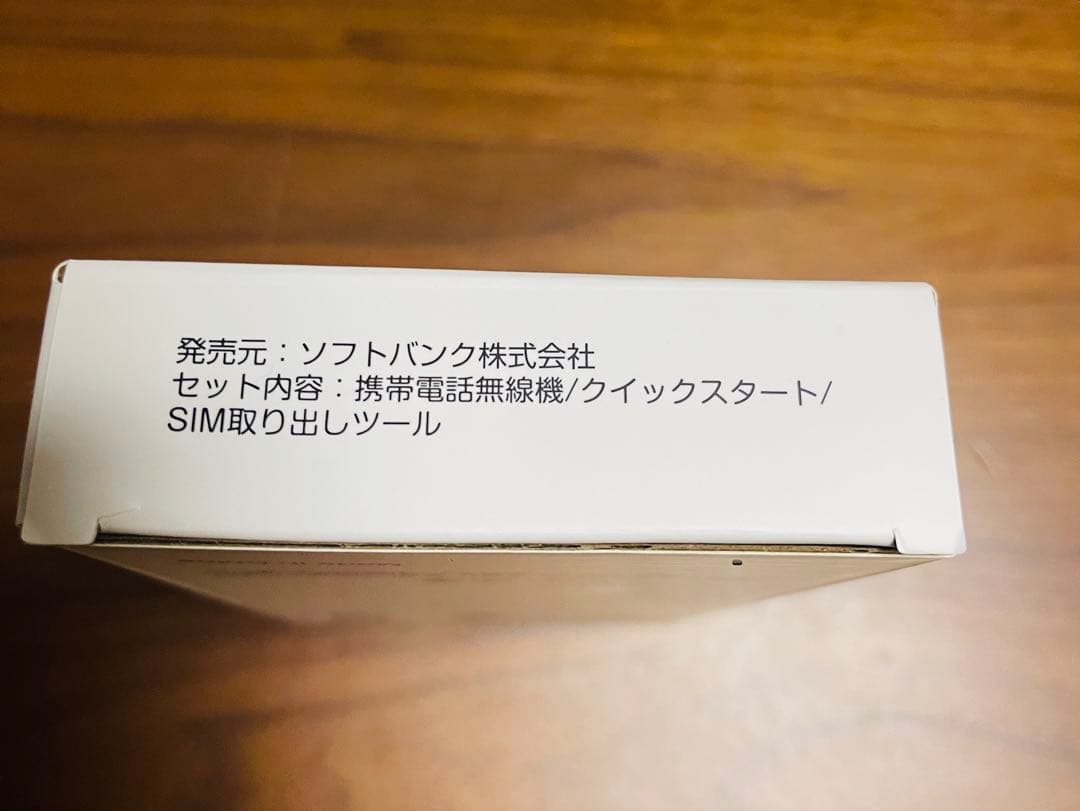 発売元：ソフトバンク株式会社
セット内容：携帯電話無線機/クイックスタート/
SIM取り出しツール